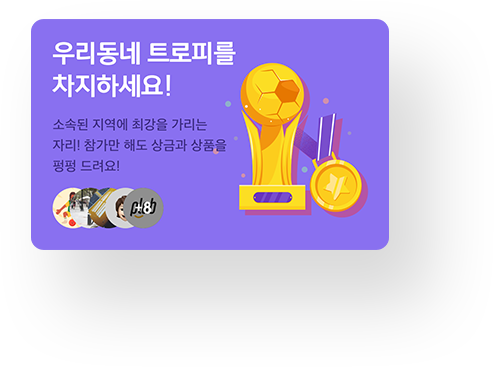 우리동네 트로피를
차지하세요!
소속된 지역에 최강을 가리는
자리! 참가만 해도 상금과 상품을
펑펑 드려요!
+8